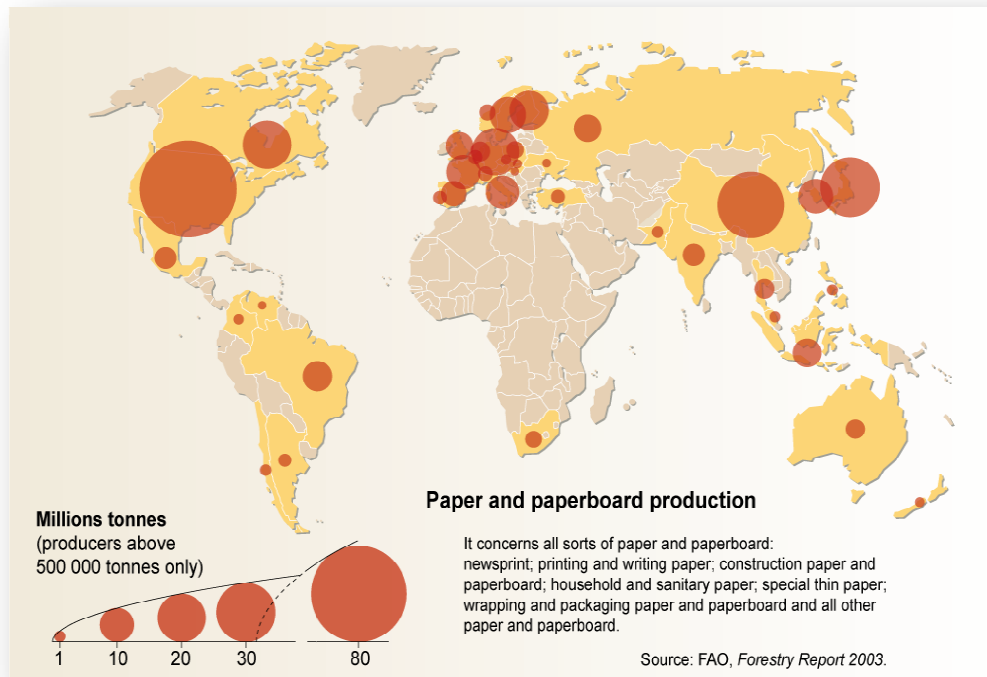 Paper and paperboard production
Millions tonnes
(producers above
500 000 tonnes only)
1 10 20 30 80
It concerns all sorts of paper and paperboard:
newsprint; printing and writing paper; construction paper and
paperboard; household and sanitary paper; special thin paper;
wrapping and packaging paper and paperboard and all other
paper and paperboard.
Source: FAO, Forestry Report 2003.